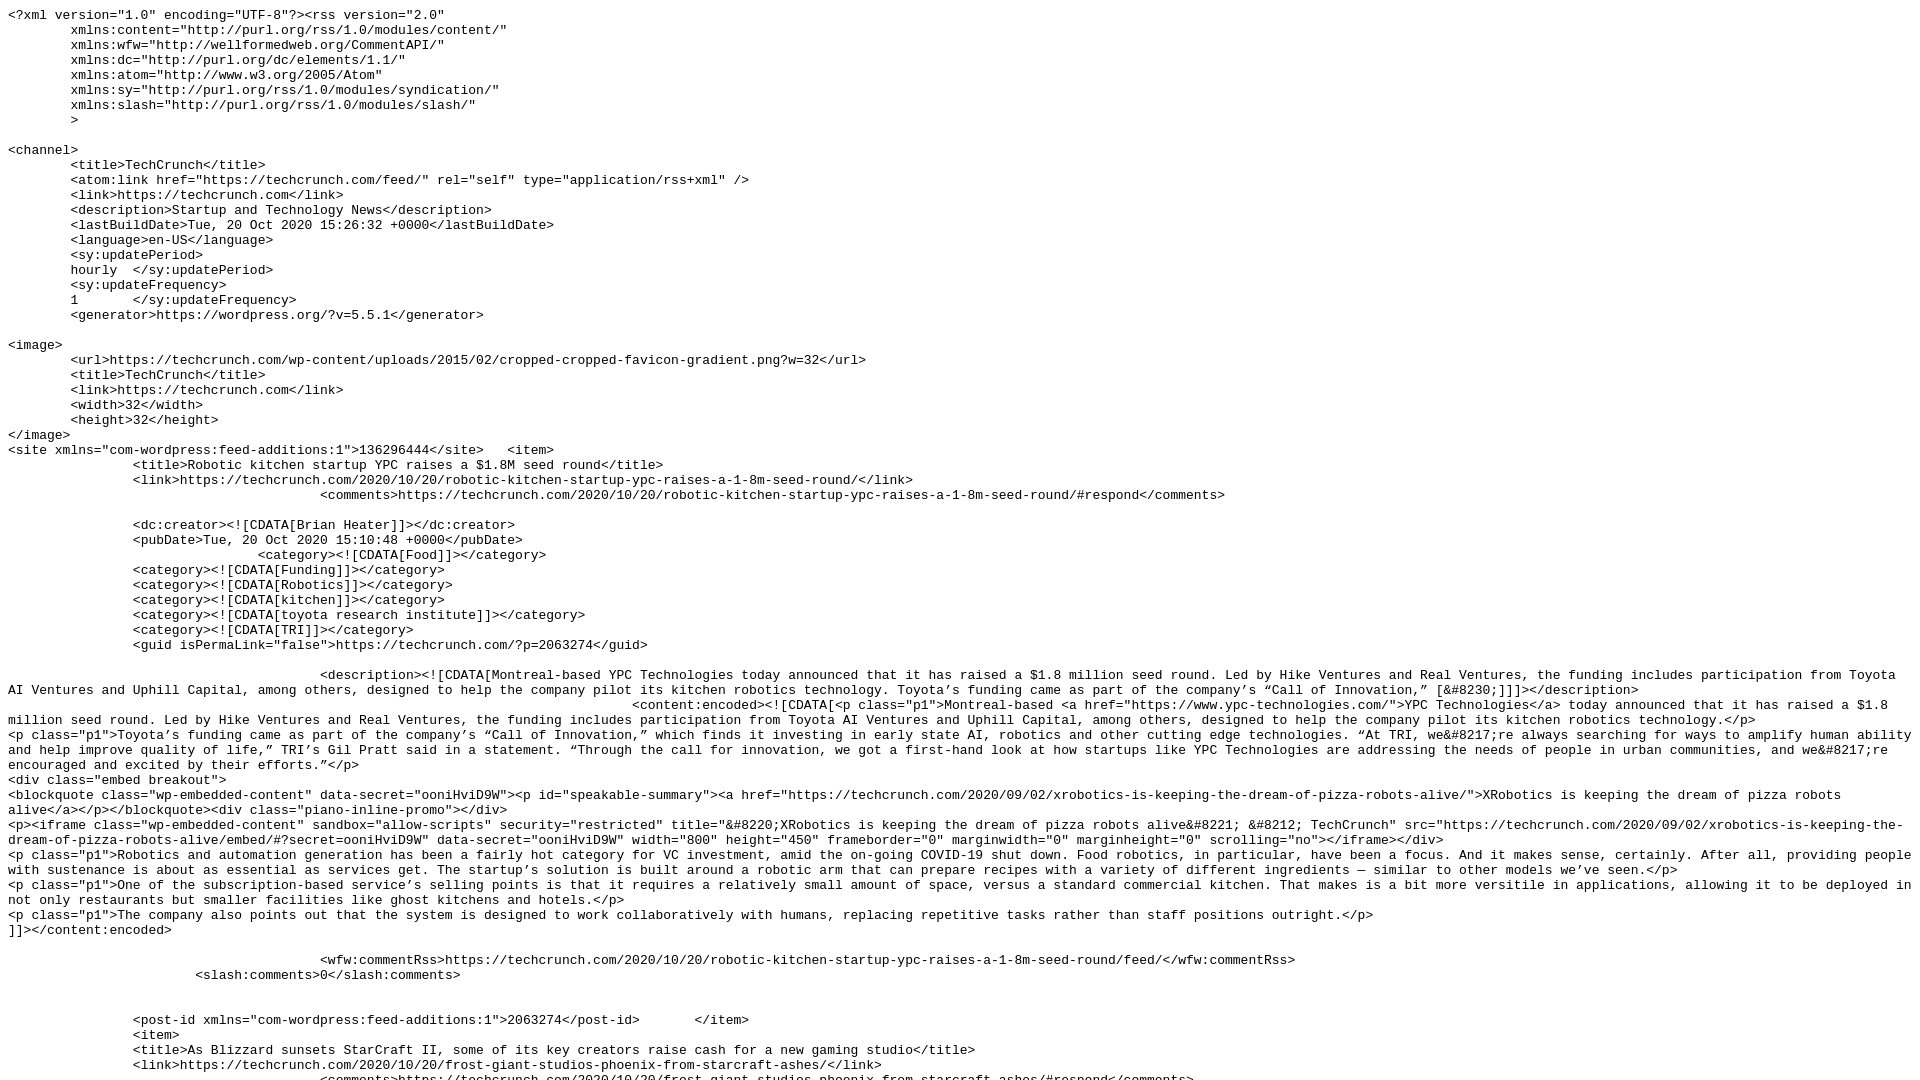 <?xml version="1.0" encoding="UTF-8"?><rss version="2.0"
xmlns:content="http://purl.org/rss/1.0/modules/content/"
xmlns:wfw="http://wellformedweb.org/CommentAPI/"
xmlns:dc="http://purl.org/dc/elements/1.1/"
xmlns:atom="http://www.w3.org/2005/Atom"
xmlns:sy="http://purl.org/rss/1.0/modules/syndication/"
xmlns:slash="http://purl.org/rss/1.0/modules/slash/"
>
<channel>
<title>TechCrunch</title>
<atom:link href="https://techcrunch.com/feed/" rel="self" type="application/rss+xml" />
<link>https://techcrunch.com</link>
<description>Startup and Technology News</description>
<lastBuildDate>Tue, 20 Oct 2020 15:26:32 +0000</lastBuildDate>
<language>en-US</language>
<sy:updatePeriod>
hourly  </sy:updatePeriod>
<sy:updateFrequency>
1       </sy:updateFrequency>
<generator>https://wordpress.org/?v=5.5.1</generator>
<image>
<url>https://techcrunch.com/wp-content/uploads/2015/02/cropped-cropped-favicon-gradient.png?w=32</url>
<title>TechCrunch</title>
<link>https://techcrunch.com</link>
<width>32</width>
<height>32</height>
</image>
<site xmlns="com-wordpress:feed-additions:1">136296444</site>   <item>
<title>Robotic kitchen startup YPC raises a $1.8M seed round</title>
<link>https://techcrunch.com/2020/10/20/robotic-kitchen-startup-ypc-raises-a-1-8m-seed-round/</link>
<comments>https://techcrunch.com/2020/10/20/robotic-kitchen-startup-ypc-raises-a-1-8m-seed-round/#respond</comments>
<dc:creator><![CDATA[Brian Heater]]></dc:creator>
<pubDate>Tue, 20 Oct 2020 15:10:48 +0000</pubDate>
<category><![CDATA[Food]]></category>
<category><![CDATA[Funding]]></category>
<category><![CDATA[Robotics]]></category>
<category><![CDATA[kitchen]]></category>
<category><![CDATA[toyota research institute]]></category>
<category><![CDATA[TRI]]></category>
<guid isPermaLink="false">https://techcrunch.com/?p=2063274</guid>
<description><![CDATA[Montreal-based YPC Technologies today announced that it has raised a $1.8 million seed round. Led by Hike Ventures and Real Ventures, the funding includes participation from Toyota
AI Ventures and Uphill Capital, among others, designed to help the company pilot its kitchen robotics technology. Toyota’s funding came as part of the company’s “Call of Innovation,” [&#8230;]]]></description>
<content:encoded><![CDATA[<p class="p1">Montreal-based <a href="https://www.ypc-technologies.com/">YPC Technologies</a> today announced that it has raised a $1.8
million seed round. Led by Hike Ventures and Real Ventures, the funding includes participation from Toyota AI Ventures and Uphill Capital, among others, designed to help the company pilot its kitchen robotics technology.</p>
<p class="p1">Toyota’s funding came as part of the company’s “Call of Innovation,” which finds it investing in early state AI, robotics and other cutting edge technologies. “At TRI, we&#8217;re always searching for ways to amplify human ability
and help improve quality of life,” TRI’s Gil Pratt said in a statement. “Through the call for innovation, we got a first-hand look at how startups like YPC Technologies are addressing the needs of people in urban communities, and we&#8217;re
encouraged and excited by their efforts.”</p>
<div class="embed breakout">
<blockquote class="wp-embedded-content" data-secret="ooniHviD9W"><p id="speakable-summary"><a href="https://techcrunch.com/2020/09/02/xrobotics-is-keeping-the-dream-of-pizza-robots-alive/">XRobotics is keeping the dream of pizza robots
alive</a></p></blockquote><div class="piano-inline-promo"></div>
<p><iframe class="wp-embedded-content" sandbox="allow-scripts" security="restricted" title="&#8220;XRobotics is keeping the dream of pizza robots alive&#8221; &#8212; TechCrunch" src="https://techcrunch.com/2020/09/02/xrobotics-is-keeping-the-
dream-of-pizza-robots-alive/embed/#?secret=ooniHviD9W" data-secret="ooniHviD9W" width="800" height="450" frameborder="0" marginwidth="0" marginheight="0" scrolling="no"></iframe></div>
<p class="p1">Robotics and automation generation has been a fairly hot category for VC investment, amid the on-going COVID-19 shut down. Food robotics, in particular, have been a focus. And it makes sense, certainly. After all, providing people
with sustenance is about as essential as services get. The startup’s solution is built around a robotic arm that can prepare recipes with a variety of different ingredients — similar to other models we’ve seen.</p>
<p class="p1">One of the subscription-based service’s selling points is that it requires a relatively small amount of space, versus a standard commercial kitchen. That makes is a bit more versitile in applications, allowing it to be deployed in
not only restaurants but smaller facilities like ghost kitchens and hotels.</p>
<p class="p1">The company also points out that the system is designed to work collaboratively with humans, replacing repetitive tasks rather than staff positions outright.</p>
]]></content:encoded>
<wfw:commentRss>https://techcrunch.com/2020/10/20/robotic-kitchen-startup-ypc-raises-a-1-8m-seed-round/feed/</wfw:commentRss>
<slash:comments>0</slash:comments>
<post-id xmlns="com-wordpress:feed-additions:1">2063274</post-id>       </item>
<item>
<title>As Blizzard sunsets StarCraft II, some of its key creators raise cash for a new gaming studio</title>
<link>https://techcrunch.com/2020/10/20/frost-giant-studios-phoenix-from-starcraft-ashes/</link>
<comments>https://techcrunch.com/2020/10/20/frost-giant-studios-phoenix-from-starcraft-ashes/#respond</comments>